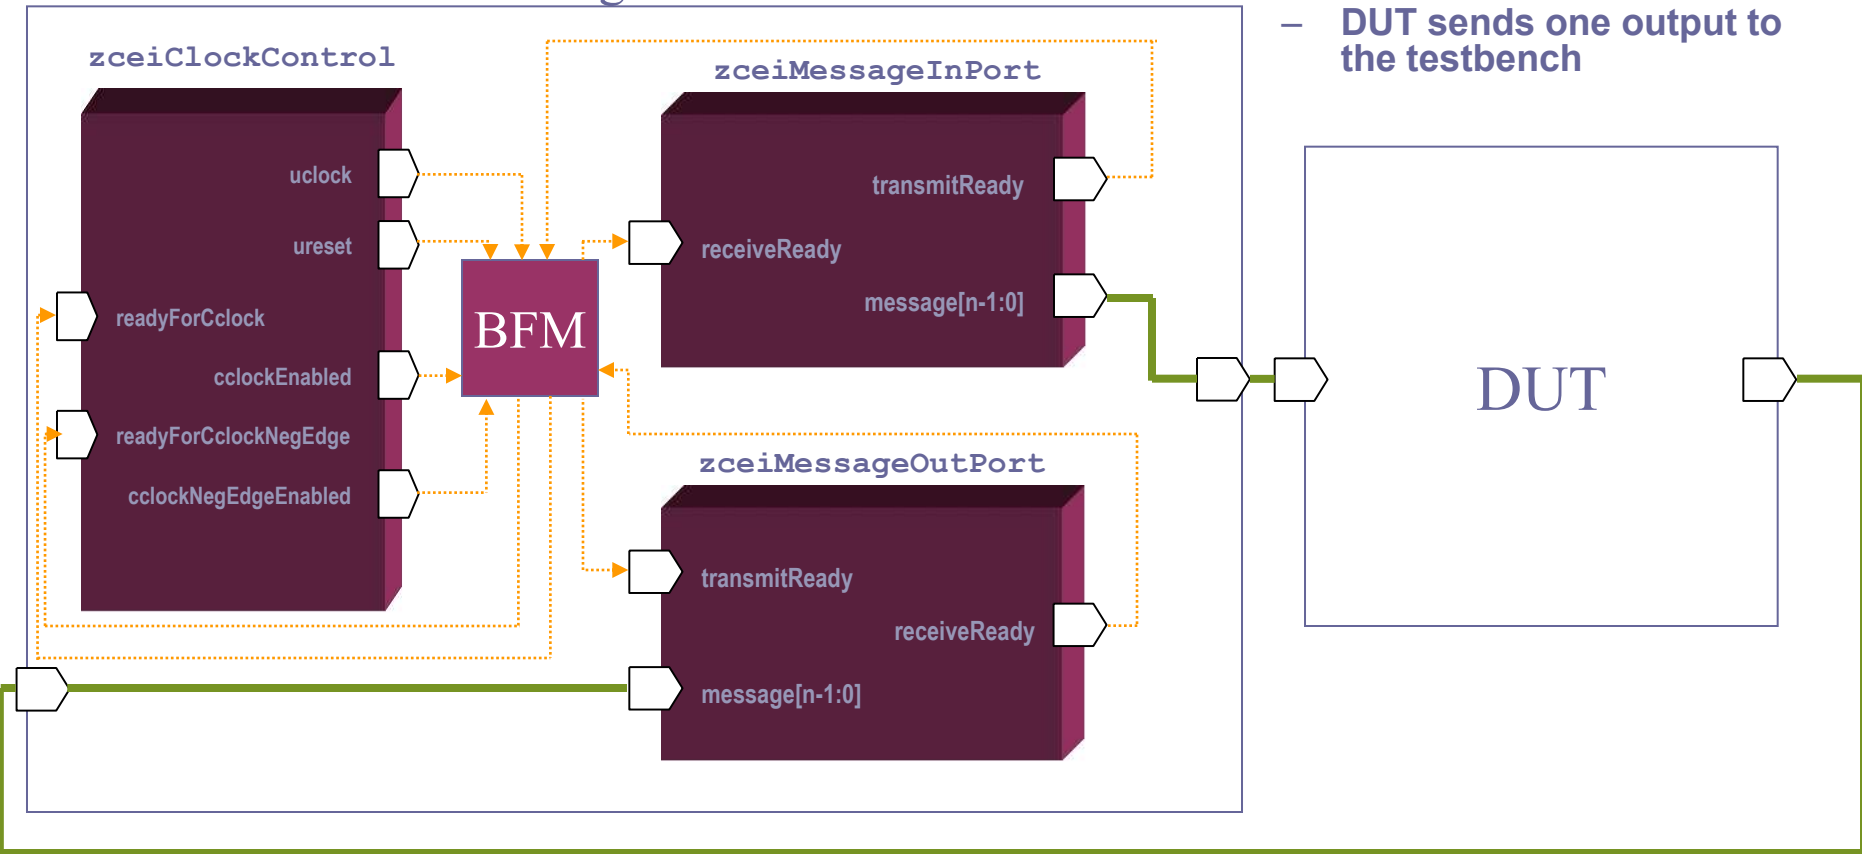 – DUT sends one output to
the testbench
zceiClockControl
zceiMessageInPort
uclock
transmitReady
ureset
receiveReady
message[n-1:0]
readyForCclock
BFM
cclockEnabled
DUT
readyForCclockNegEdge
zceiMessageOutPort
cclockNegEdgeEnabled
transmitReady
receiveReady
message[n-1:0]